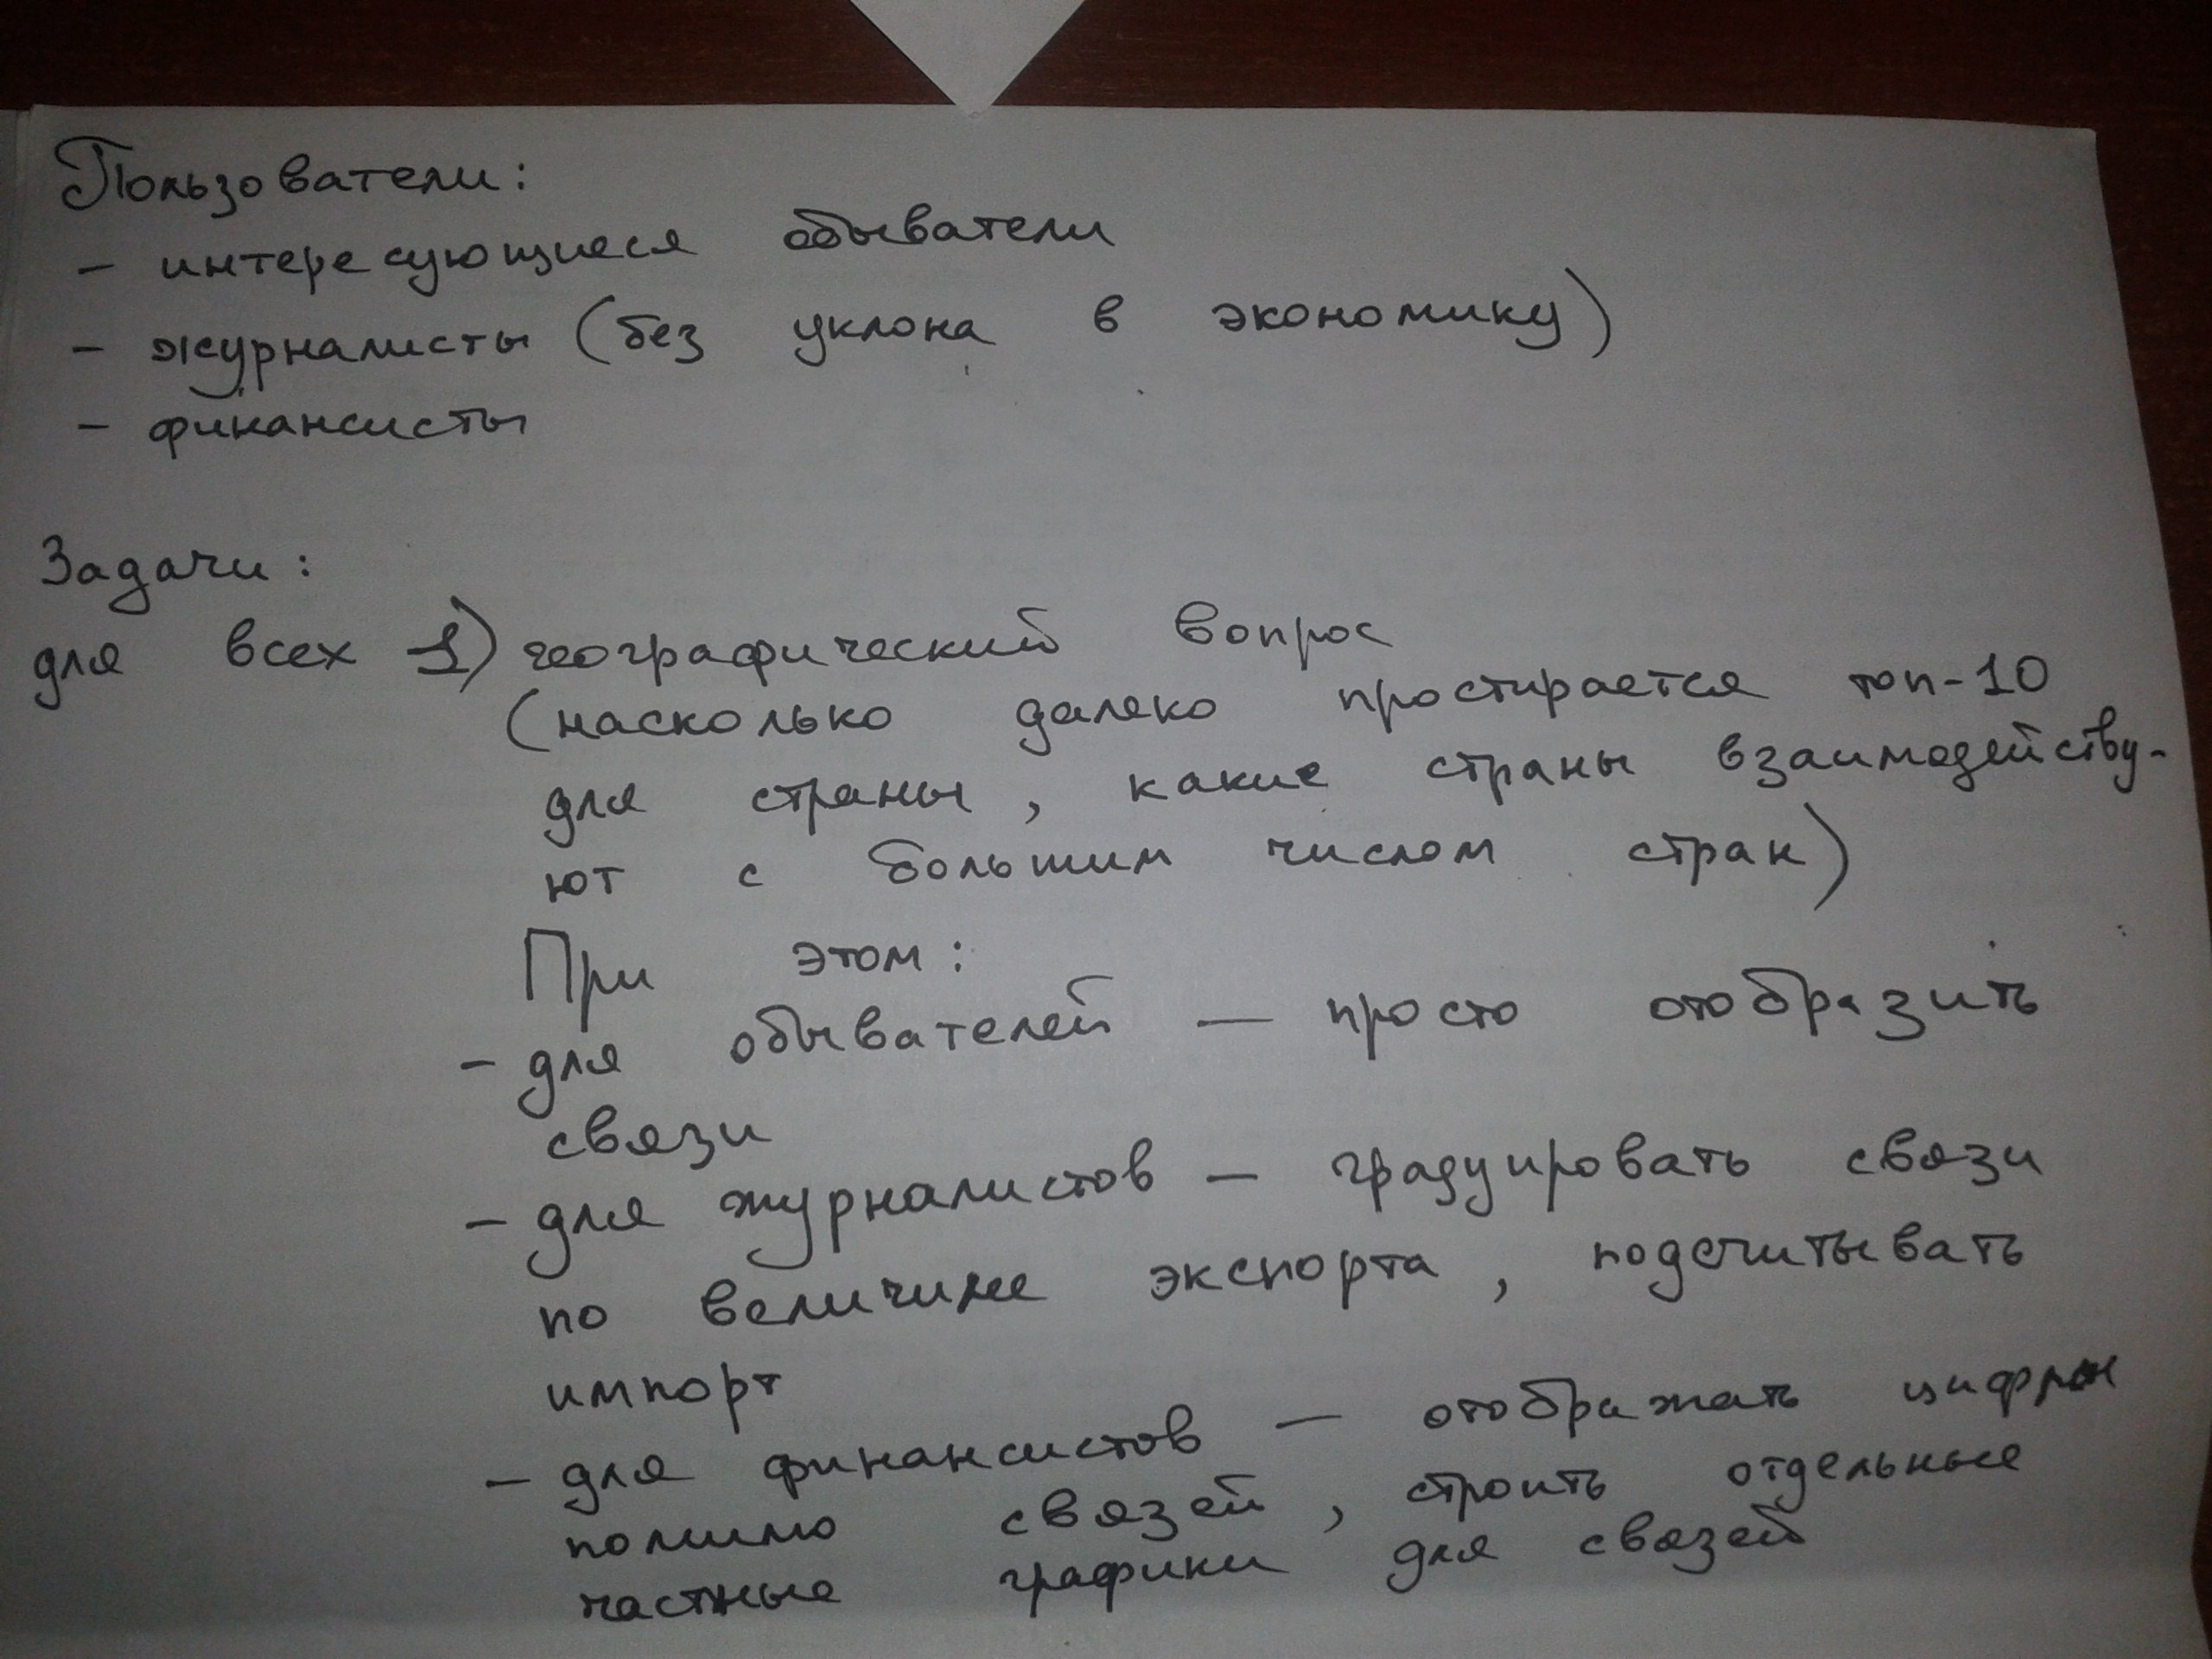 Пользователи:
- интересующиеся обыватели
- журналисты (без уклона в экономику)
- финансисты
Задачи:
для всех 1) географический вопрос
(насколько далеко простирается топ-10
для страны, какие страны взаимодейству-
ют с большим числом стран)
При этом:
- для обывателей — просто отобразить
связи
- для журналистов — градуировать связи
по величине экспорта, подсчитывать
импорт
- для финансистов — отображать цифры
помимо связей, строить отдельные
частные графики для связей